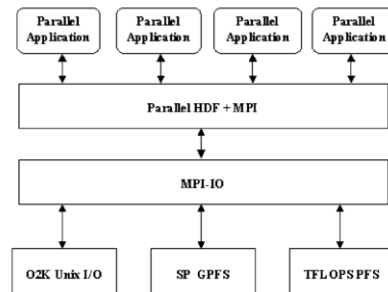 Parallel Application
Parallel Application
Parallel Application
Parallel Application
Parallel HDF + MPI
MPI-IO
O2K Unix I/O
SP GPFS
TFLOPS PFS